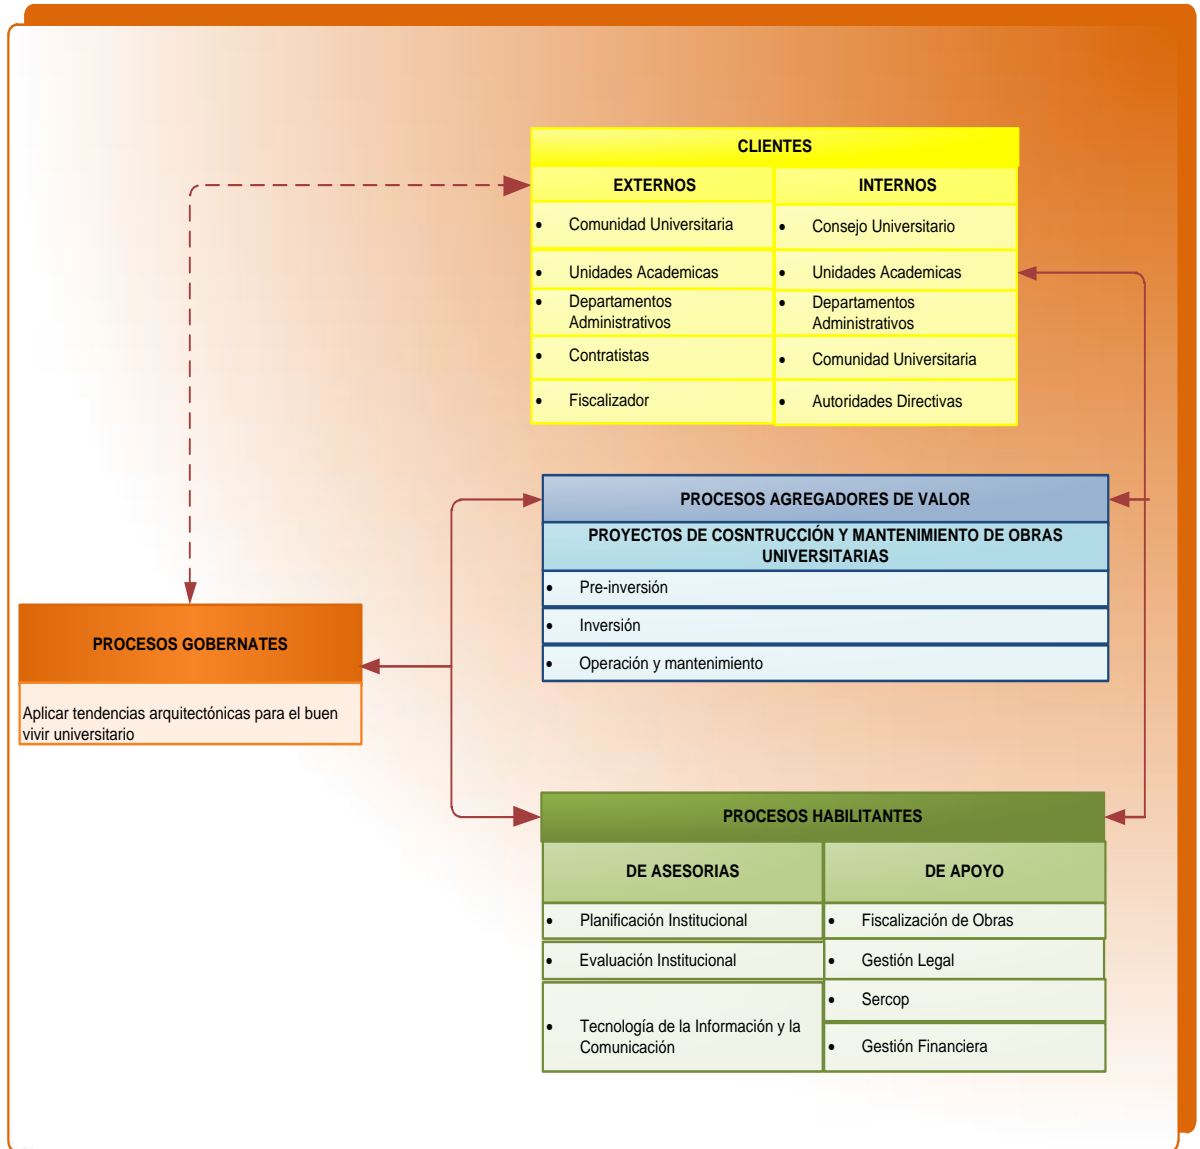 CLIENTES
EXTERNOS
INTERNOS
• Comunidad Universitaria
• Consejo Universitario
• Unidades Academicas
• Unidades Academicas
• Departamentos
Administrativos
• Departamentos
Administrativos
• Contratistas
• Comunidad Universitaria
• Fiscalizador
• Autoridades Directivas
PROCESOS AGREGADORES DE VALOR
PROYECTOS DE COSNTRUCCIÓN Y MANTENIMIENTO DE OBRAS
UNIVERSITARIAS
• Pre-inversión
• Inversión
• Operación y mantenimiento
PROCESOS GOBERNATES
Aplicar tendencias arquitectónicas para el buen
vivir universitario
PROCESOS HABILITANTES
DE ASESORIAS
DE APOYO
• Planificación Institucional
• Fiscalización de Obras
• Evaluación Institucional
• Gestión Legal
• Sercop
• Tecnología de la Información y la
Comunicación
• Gestión Financiera